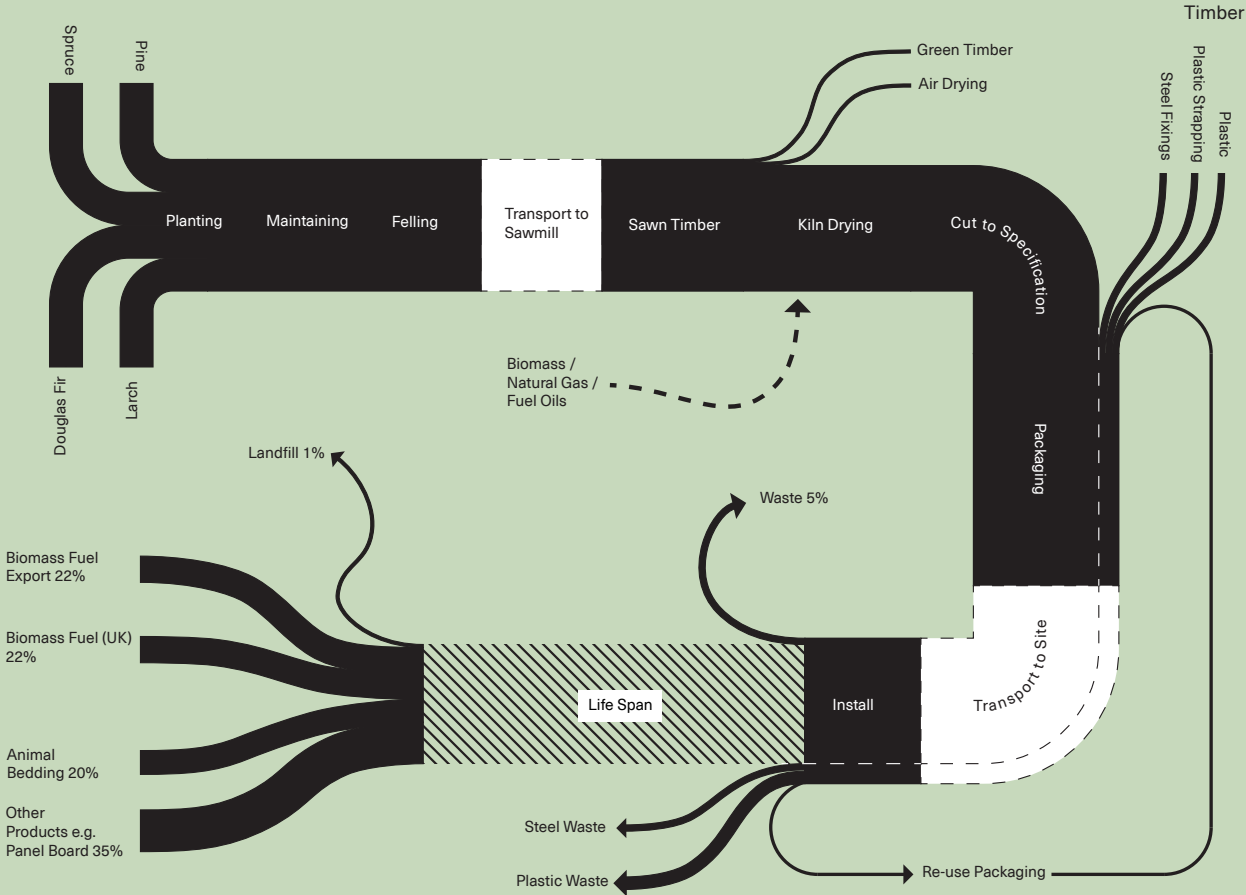 Timber
Spruce
Pine
Green Timber
Air Drying
Steel Fixings
Plastic Strapping
Plastic
Planting
Maintaining
Felling
Transport to
Sawmill
Sawn Timber
Kiln Drying
Cut to Specification
Douglas Fir
Larch
Biomass /
Natural Gas /
Fuel Oils
Packaging
Landfill 1%
Waste 5%
Biomass Fuel
Export 22%
Biomass Fuel (UK)
22%
Animal
Bedding 20%
Other
Products e.g.
Panel Board 35%
Life Span
Install
Transport to Site
Steel Waste
Plastic Waste
Re-use Packaging